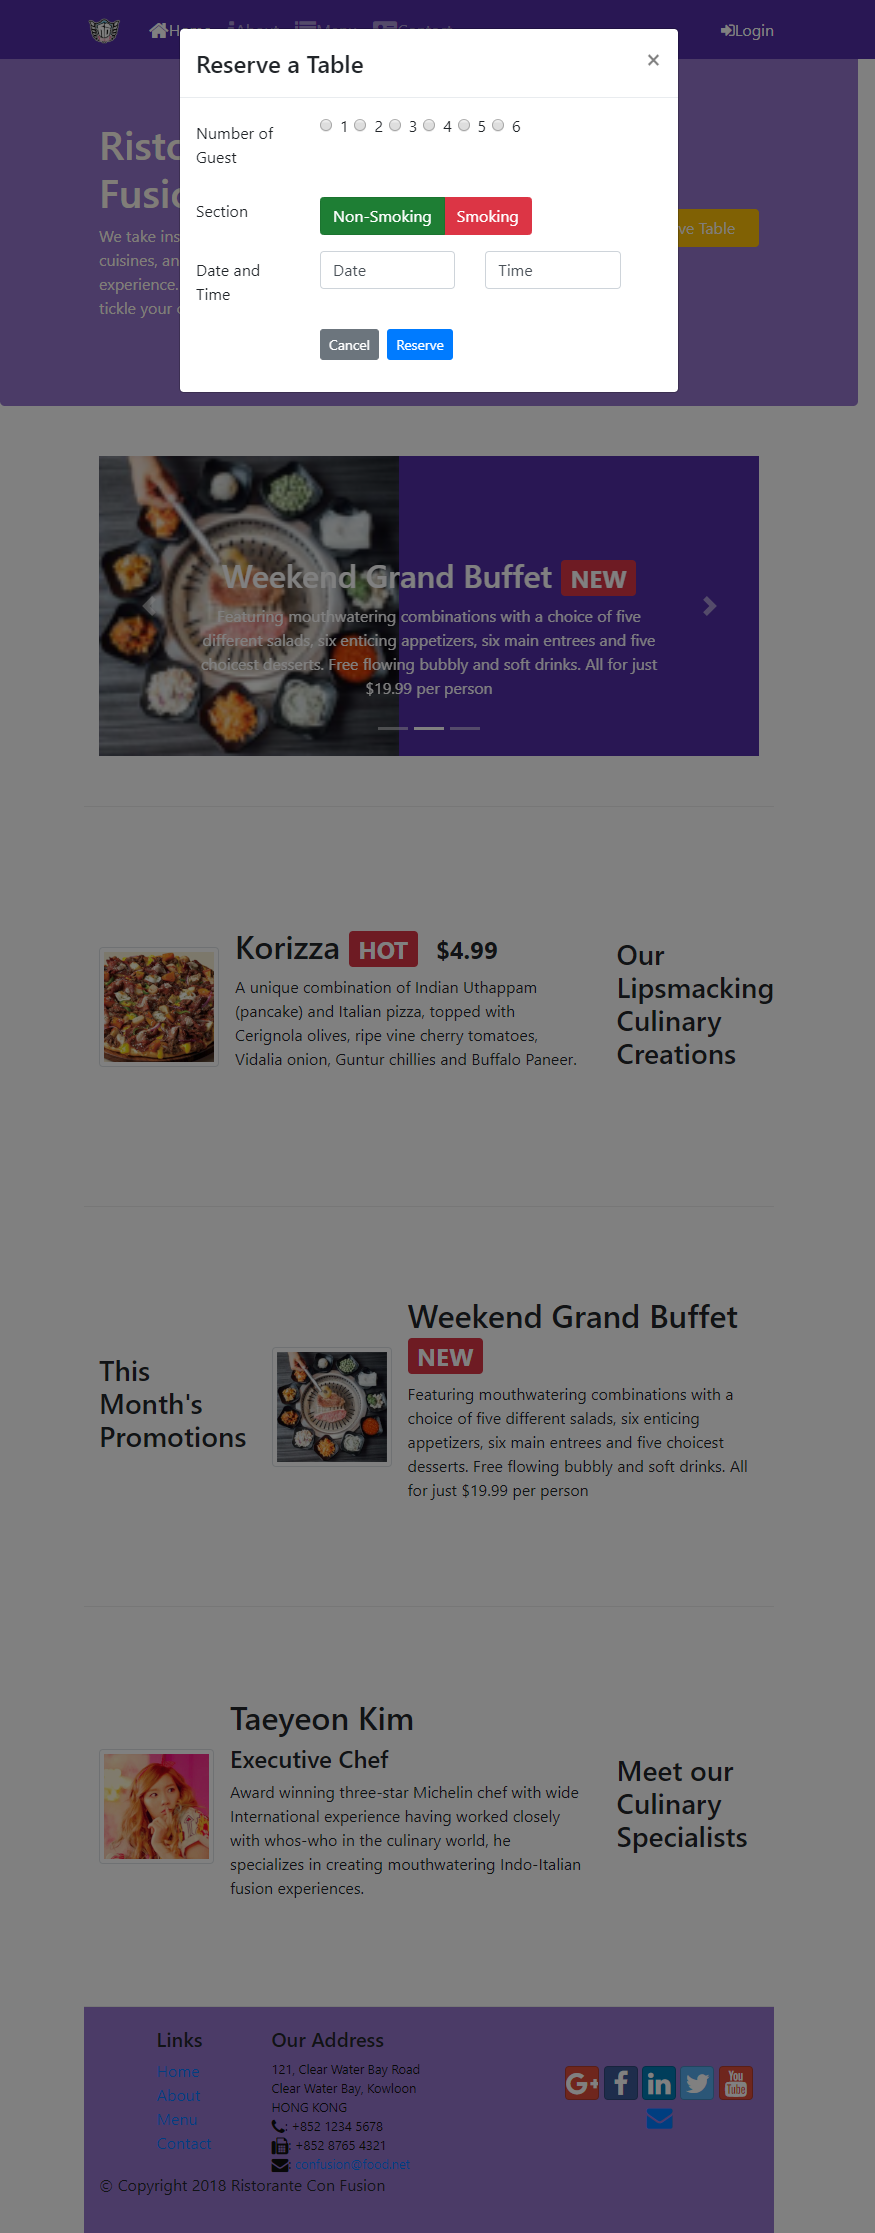 Home About Menu Contact Login
Reserve a Table ×
Number of
Guest
1 2 3 4 5 6
Section
Non-Smoking Smoking
Date and
Time
Date Time
Cancel Reserve
We take
cuisines,
experience.
tickle your
Table
Weekend Grand Buffet NEW
Featuring mouthwatering combinations with a choice of five
different salads, six enticing appetizers, six main entrees and five
choicest desserts. Free flowing bubbly and soft drinks. All for just
$19.99 per person
Korizza HOT $4.99
A unique combination of Indian Uthappam
(pancake) and Italian pizza, topped with
Cerignola olives, ripe vine cherry tomatoes,
Vidalia onion, Guntur chillies and Buffalo Paneer.
Our
Lipsmacking
Culinary
Creations
This
Month's
Promotions
Weekend Grand Buffet
NEW
Featuring mouthwatering combinations with a
choice of five different salads, six enticing
appetizers, six main entrees and five choicest
desserts. Free flowing bubbly and soft drinks. All
for just $19.99 per person
Taeyeon Kim
Executive Chef
Award winning three-star Michelin chef with wide
International experience having worked closely
with whos-who in the culinary world, he
specializes in creating mouthwatering Indo-Italian
fusion experiences.
Meet our
Culinary
Specialists
Links
Home
About
Menu
Contact
Our Address
121, Clear Water Bay Road
Clear Water Bay, Kowloon
HONG KONG
: +852 1234 5678
: +852 8765 4321
: confusion@food.net
G+ f in You Tube
© Copyright 2018 Ristorante Con Fusion